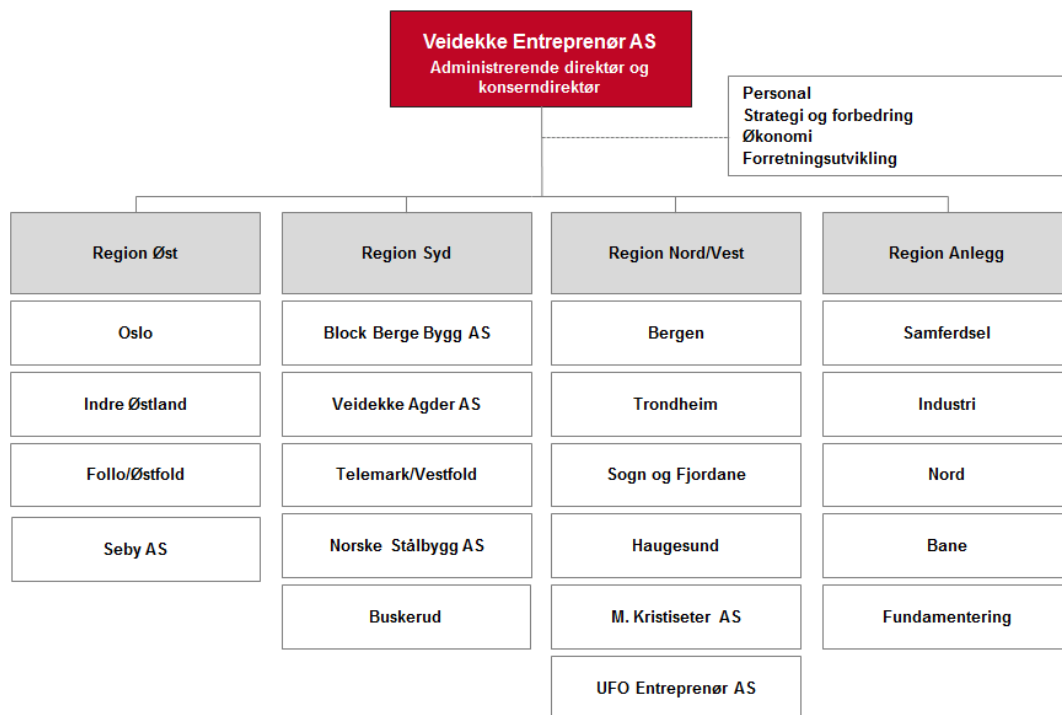 Veidekke Entreprenør AS
Administrerende direktør og
konserndirektør
Personal
Strategi og forbedring
Økonomi
Forretningsutvikling
Region Øst
Region Syd
Region Nord/Vest
Region Anlegg
Oslo
Block Berge Bygg AS
Bergen
Samferdsel
Indre Østland
Veidekke Agder AS
Trondheim
Industri
Follo/Østfold
Telemark/Vestfold
Sogn og Fjordane
Nord
Seby AS
Norske Stålbygg AS
Haugesund
Bane
Buskerud
M. Kristiseter AS
Fundamentering
UFO Entreprenør AS